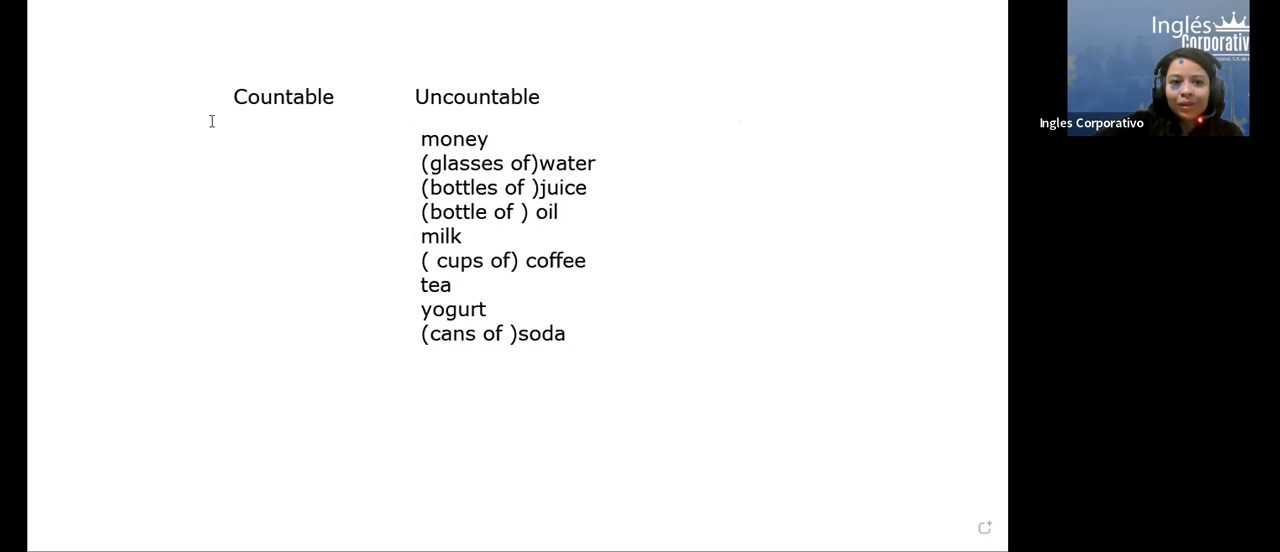 Countable Uncountable
money
(glasses of)water
(bottles of )juice
(bottle of ) oil
milk
( cups of) coffee
tea
yogurt
(cans of )soda
Inglés
Corporativ
Ingles Corporativo